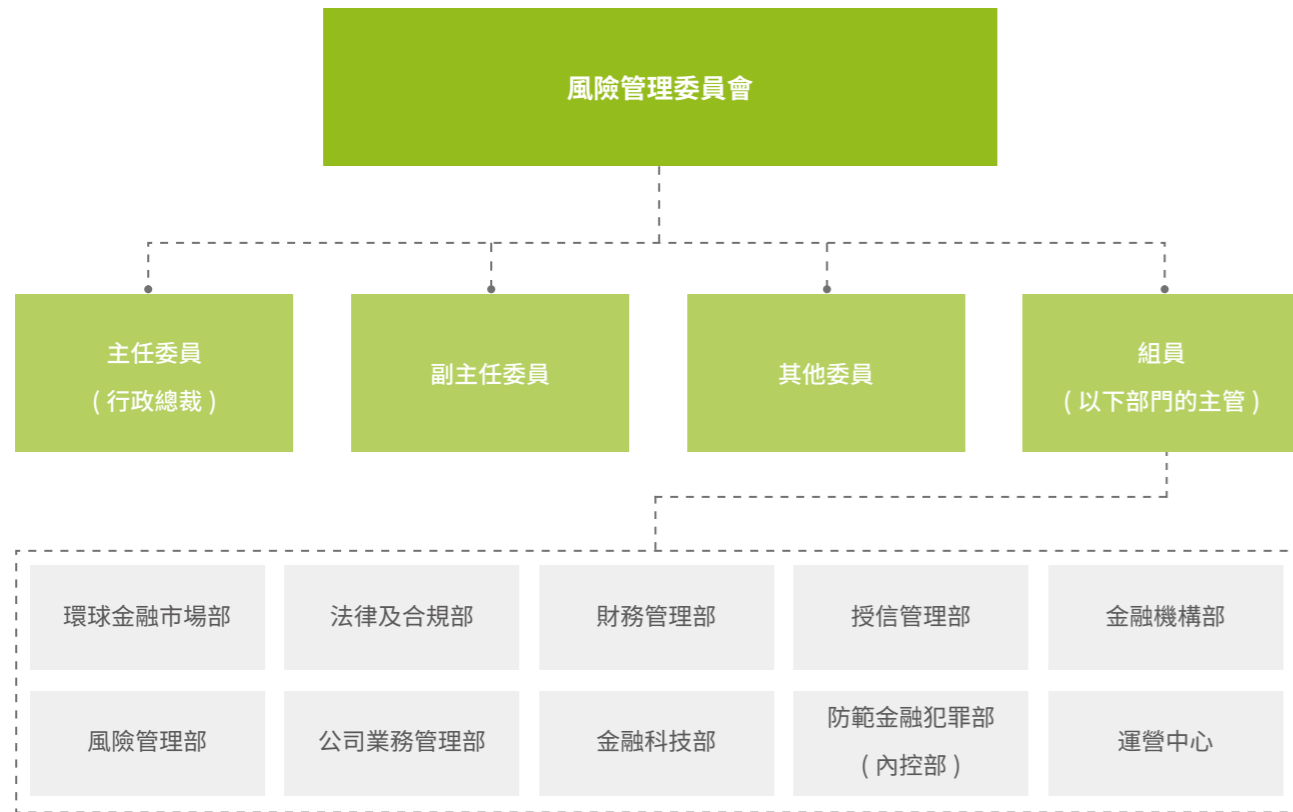 風險管理委員會
主任委員
( 行政總裁 )
副主任委員
其他委員
組員
( 以下部門的主管 )
環球金融市場部
法律及合規部
財務管理部
授信管理部
金融機構部
風險管理部
公司業務管理部
金融科技部
防範金融犯罪部
( 內控部 )
運營中心